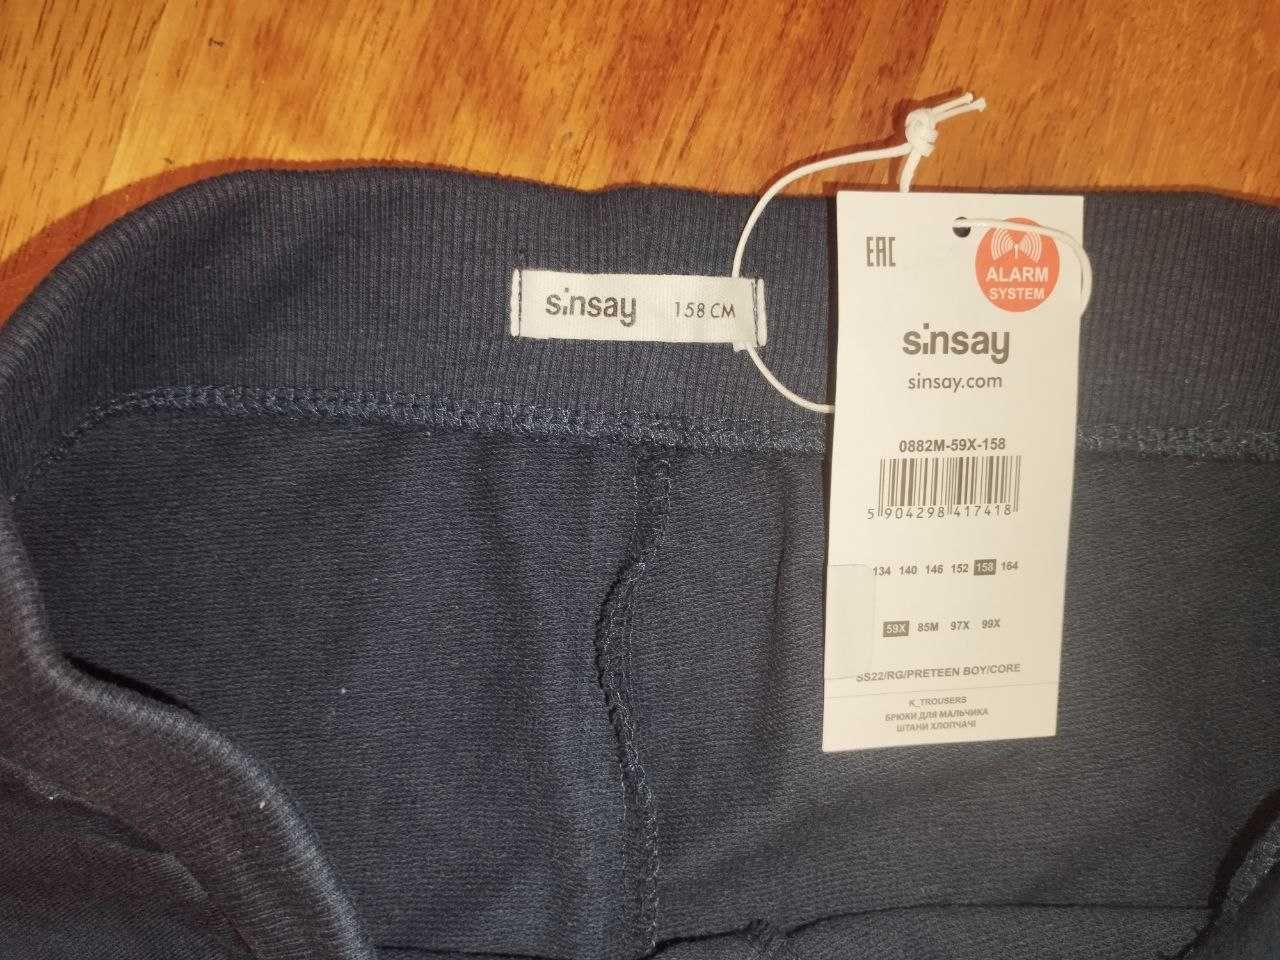 sinsay 158 CM
EAC
ALARM
SYSTEM
sinsay
sinsay.com
0882M-59X-158
5 904298 417418
134 140 146 152 158 164
59X 85M 97X 99X
SS22/RG/PRETEEN BOY/CORE
K_TROUSERS
БРЮКИ ДЛЯ МАЛЬЧИКА
ШТАНИ ХЛОПЧАЧІ